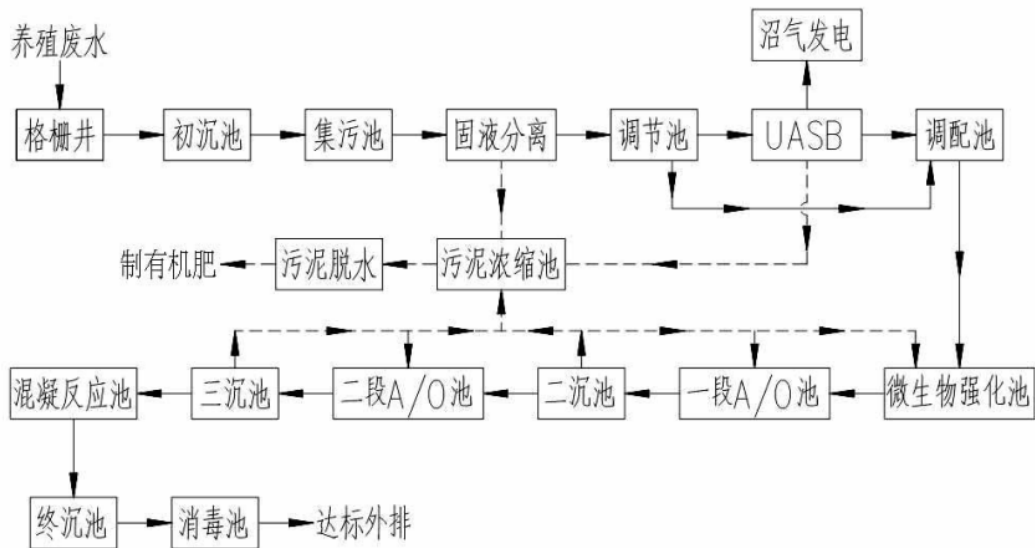 养殖废水
沼气发电
格栅井
初沉池
集污池
固液分离
调节池
UASB
调配池
制有机肥
污泥脱水
污泥浓缩池
混凝反应池
三沉池
二段A/O池
二沉池
一段A/O池
微生物强化池
终沉池
消毒池
达标外排